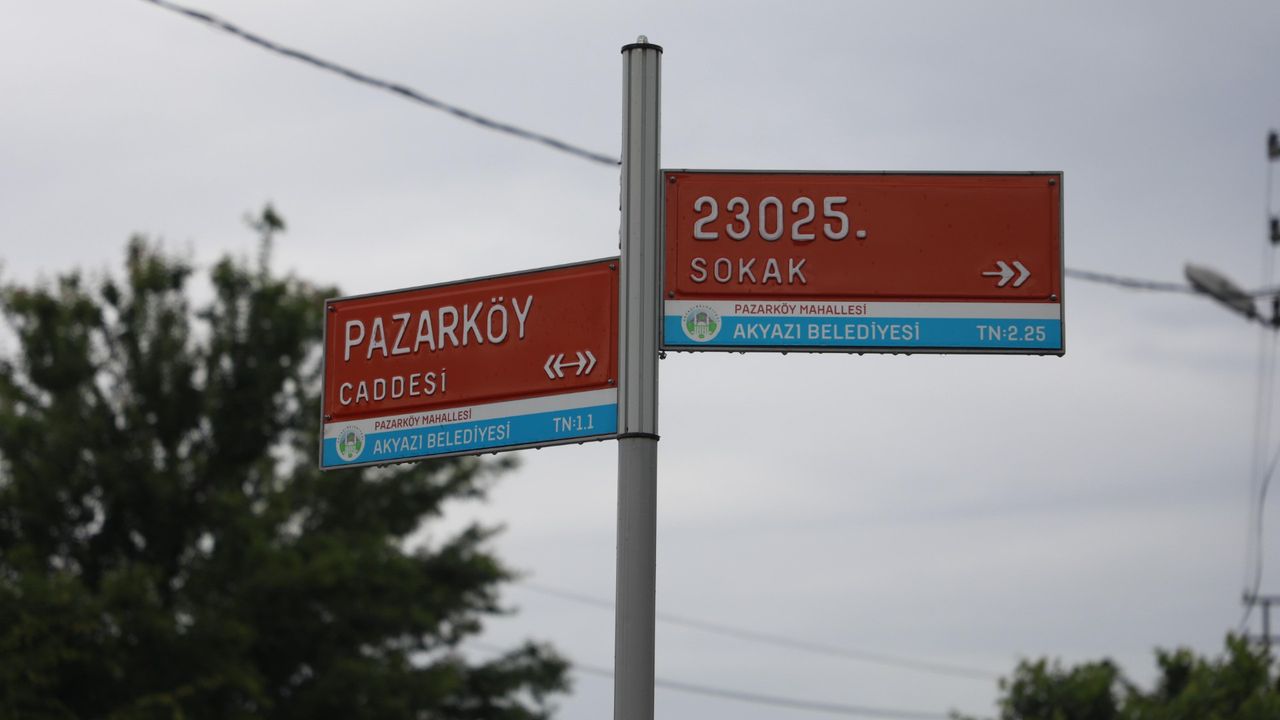 PAZARKÖY
CADDESİ
PAZARKÖY MAHALLESİ
AKYAZI BELEDİYESİ TN:1.1
23025.
SOKAK
PAZARKÖY MAHALLESİ
AKYAZI BELEDİYESİ TN:2.25